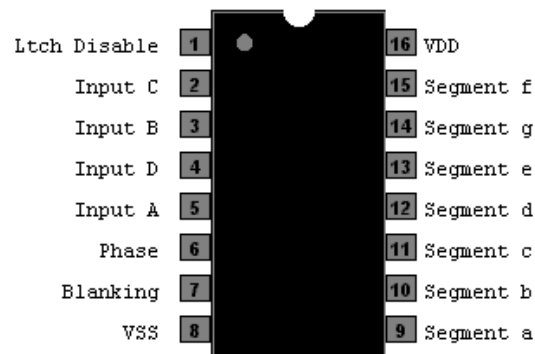 Ltch Disable 1 16 VDD
Input C 2 15 Segment f
Input B 3 14 Segment g
Input D 4 13 Segment e
Input A 5 12 Segment d
Phase 6 11 Segment c
Blanking 7 10 Segment b
VSS 8 9 Segment a